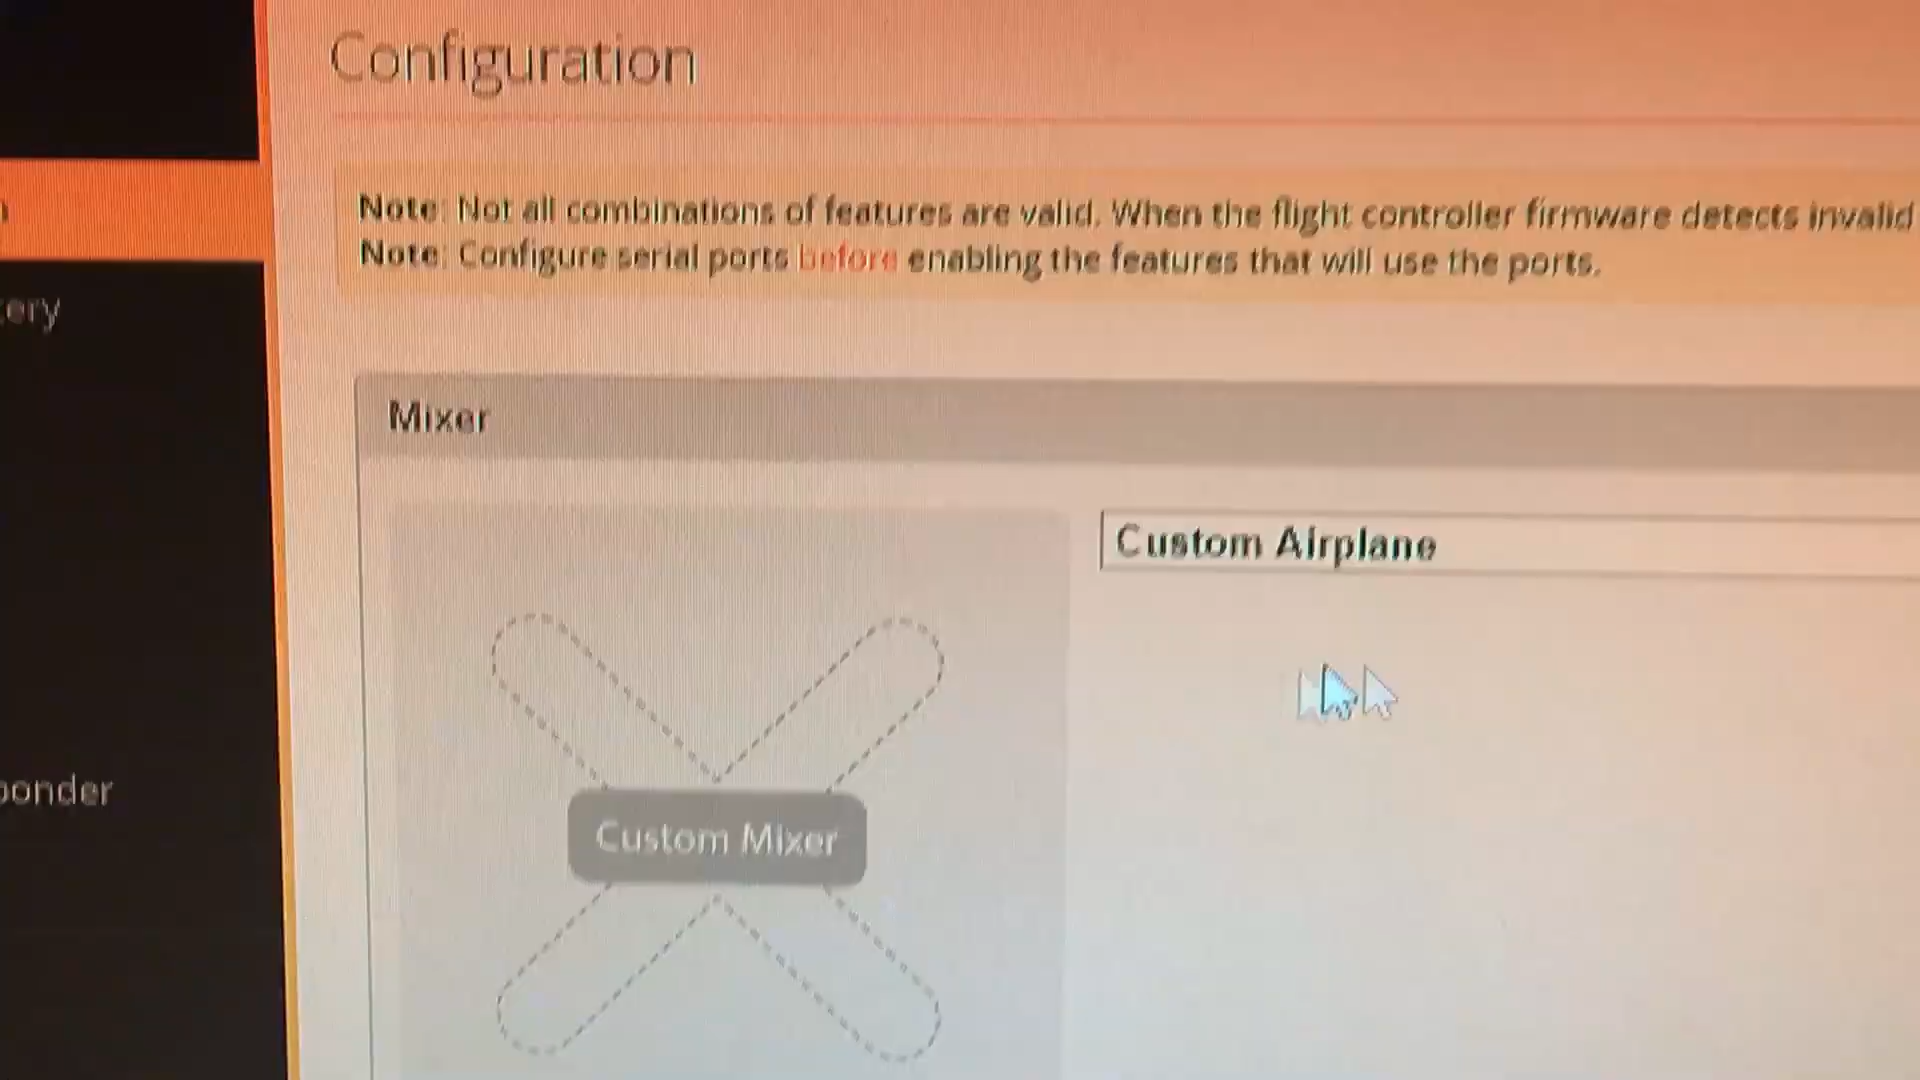 Configuration
Note: Not all combinations of features are valid. When the flight controller firmware detects invalid
Note: Configure serial ports before enabling the features that will use the ports.
ery
Mixer
Custom Airplane
ponder
Custom Mixer